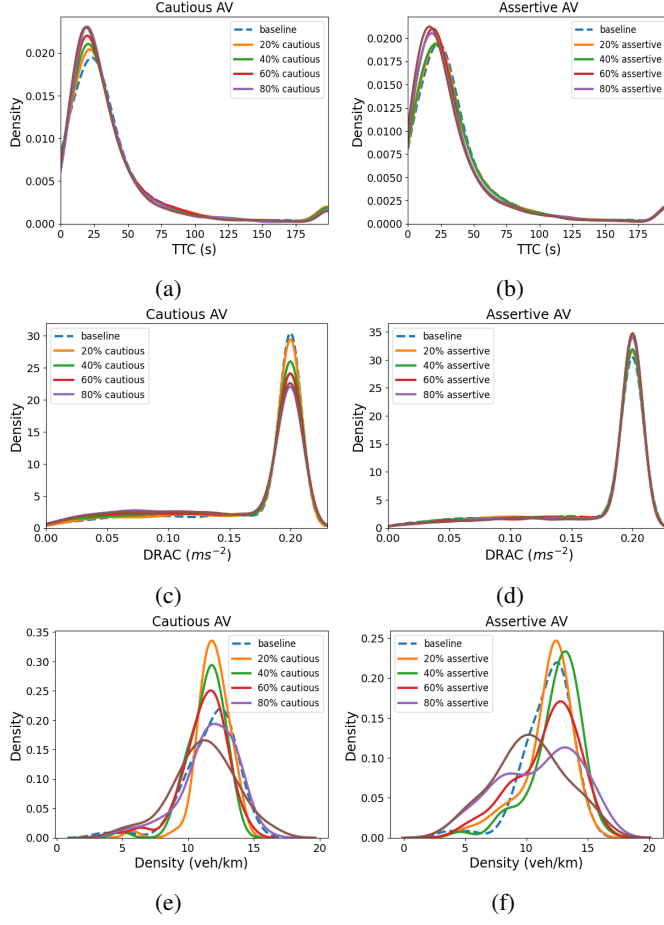 Cautious AV
Density
0.020
0.015
0.010
0.005
0.000
baseline
20% cautious
40% cautious
60% cautious
80% cautious
0 25 50 75 100 125 150 175
TTC (s)
(a)
Assertive AV
Density
0.0200
0.0175
0.0150
0.0125
0.0100
0.0075
0.0050
0.0025
0.0000
baseline
20% assertive
40% assertive
60% assertive
80% assertive
0 25 50 75 100 125 150 175
TTC (s)
(b)
Cautious AV
Density
30
25
20
15
10
5
0
baseline
20% cautious
40% cautious
60% cautious
80% cautious
0.00 0.05 0.10 0.15 0.20
DRAC (ms⁻²)
(c)
Assertive AV
Density
35
30
25
20
15
10
5
0
baseline
20% assertive
40% assertive
60% assertive
80% assertive
0.00 0.05 0.10 0.15 0.20
DRAC (ms⁻²)
(d)
Cautious AV
Density
0.35
0.30
0.25
0.20
0.15
0.10
0.05
0.00
baseline
20% cautious
40% cautious
60% cautious
80% cautious
0 5 10 15 20
Density (veh/km)
(e)
Assertive AV
Density
0.25
0.20
0.15
0.10
0.05
0.00
baseline
20% assertive
40% assertive
60% assertive
80% assertive
0 5 10 15 20
Density (veh/km)
(f)